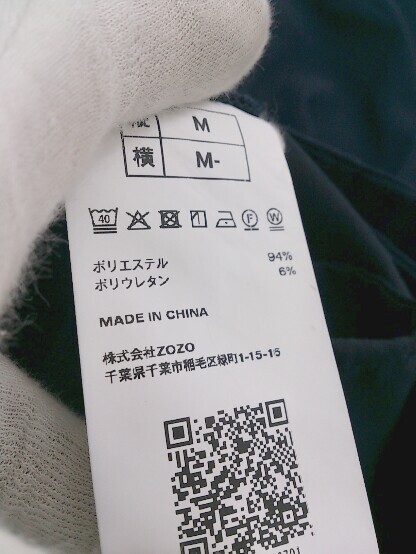 縦 M
横 M-
40 F W
ポリエステル 94%
ポリウレタン 6%
MADE IN CHINA
株式会社ZOZO
千葉県千葉市稲毛区緑町1-15-16